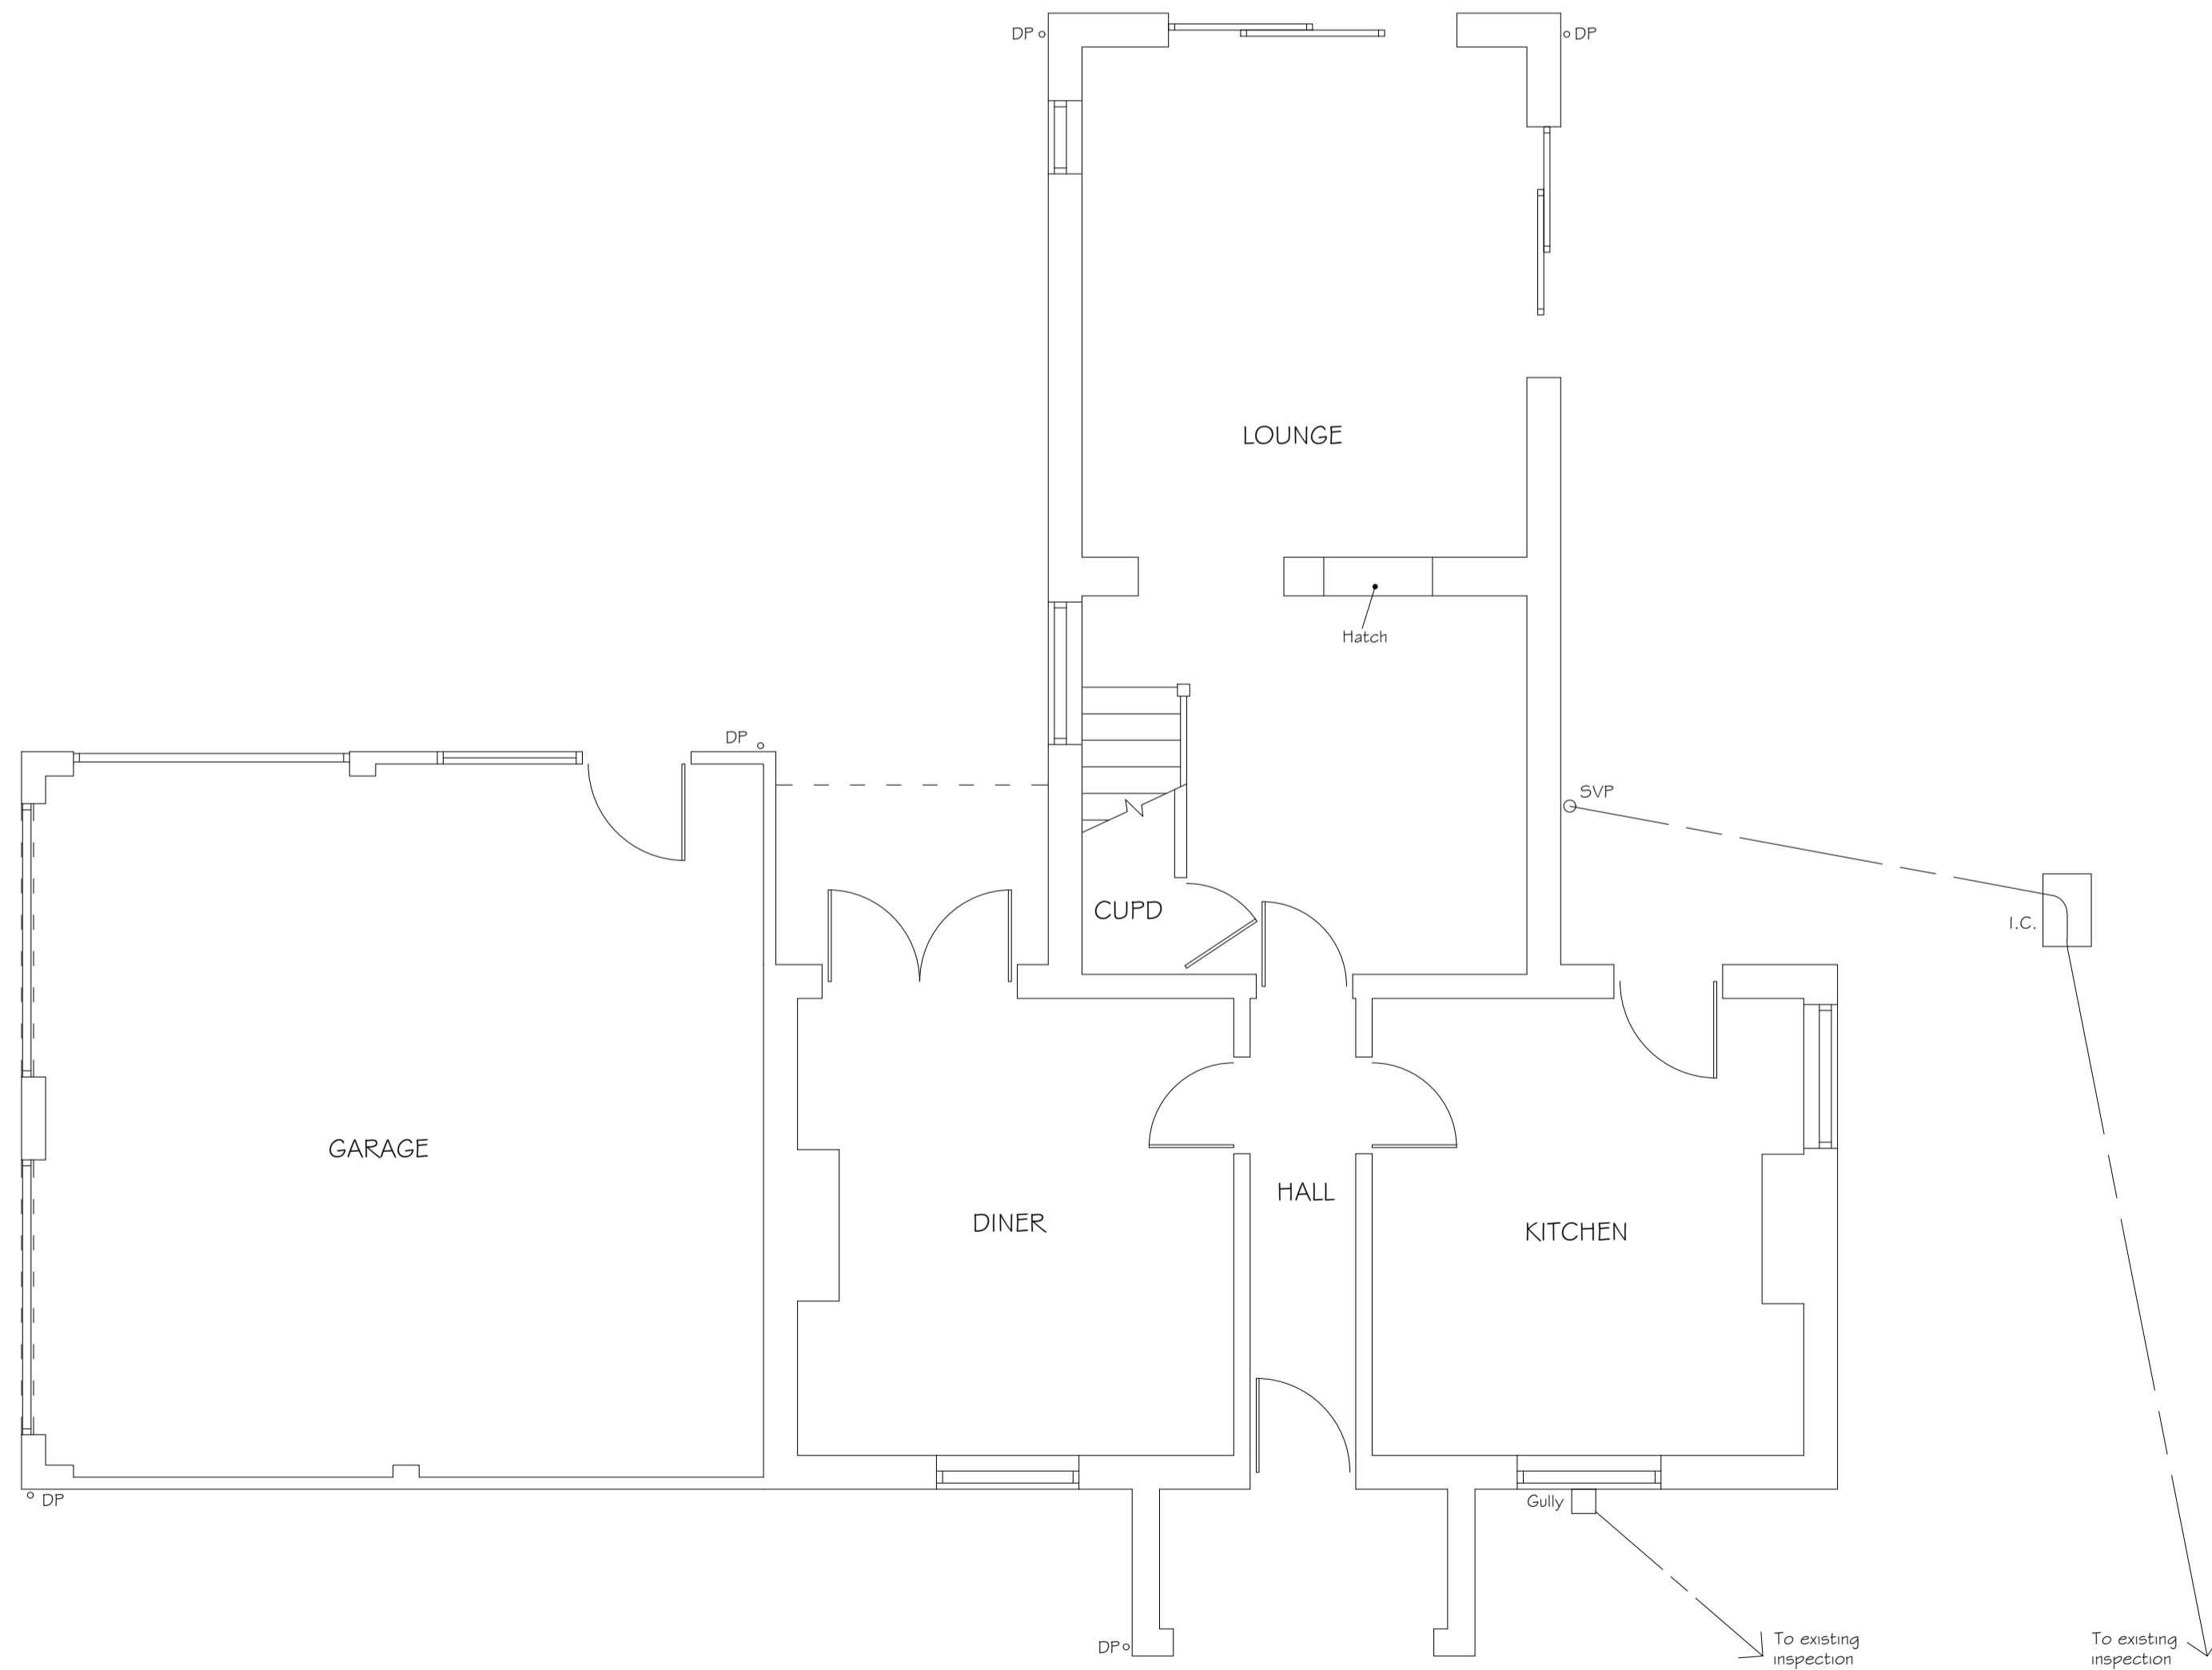 DP
DP
LOUNGE
Hatch
DP
SVP
CUPD
I.C.
GARAGE
HALL
DINER
KITCHEN
DP
Gully
DP
To existing
inspection
To existing
inspection